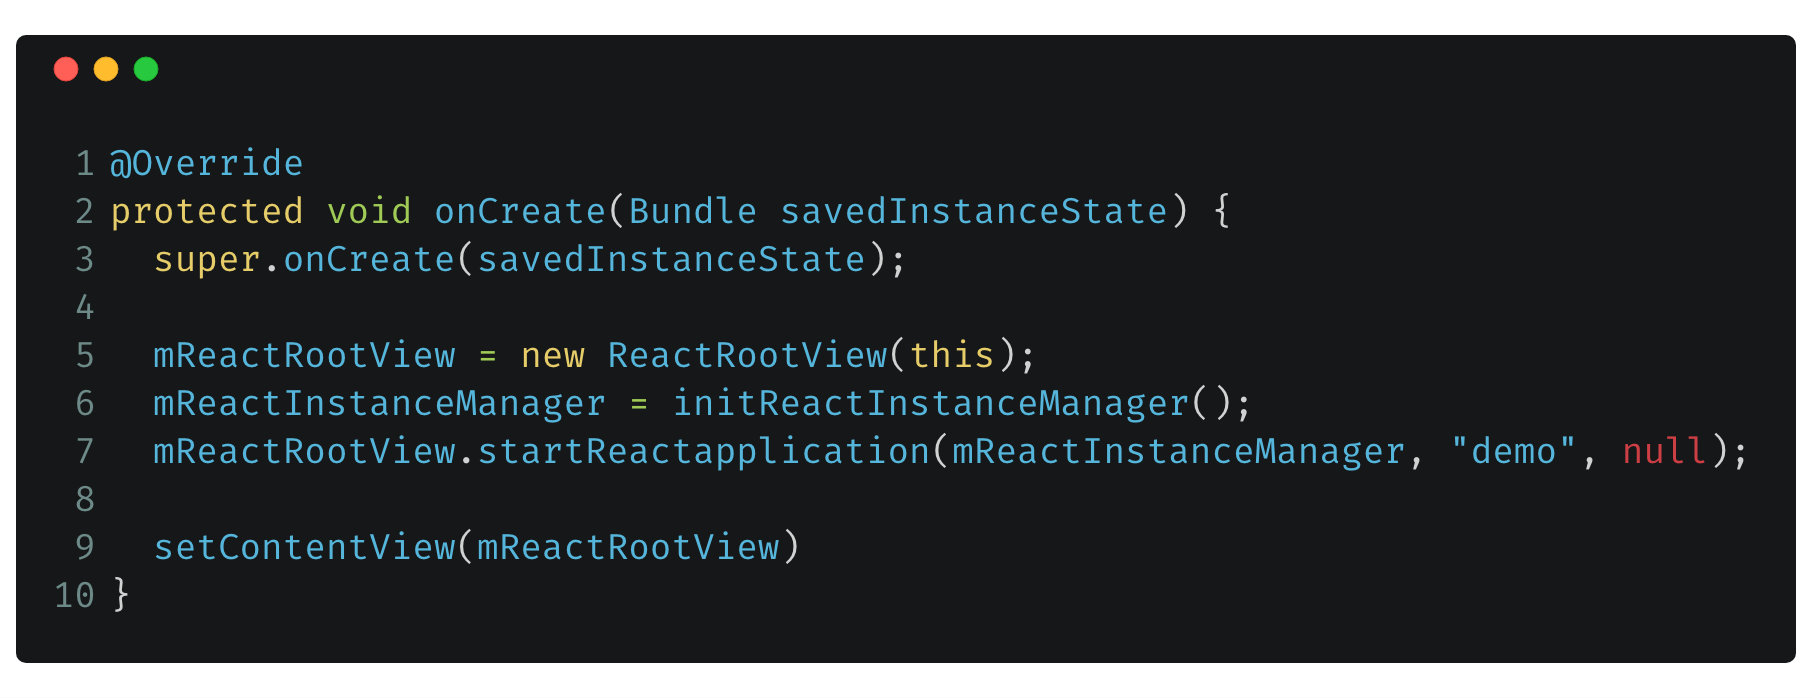 1 @Override
2 protected void onCreate(Bundle savedInstanceState) {
3   super.onCreate(savedInstanceState);
4
5   mReactRootView = new ReactRootView(this);
6   mReactInstanceManager = initReactInstanceManager();
7   mReactRootView.startReactapplication(mReactInstanceManager, "demo", null);
8
9   setContentView(mReactRootView)
10 }